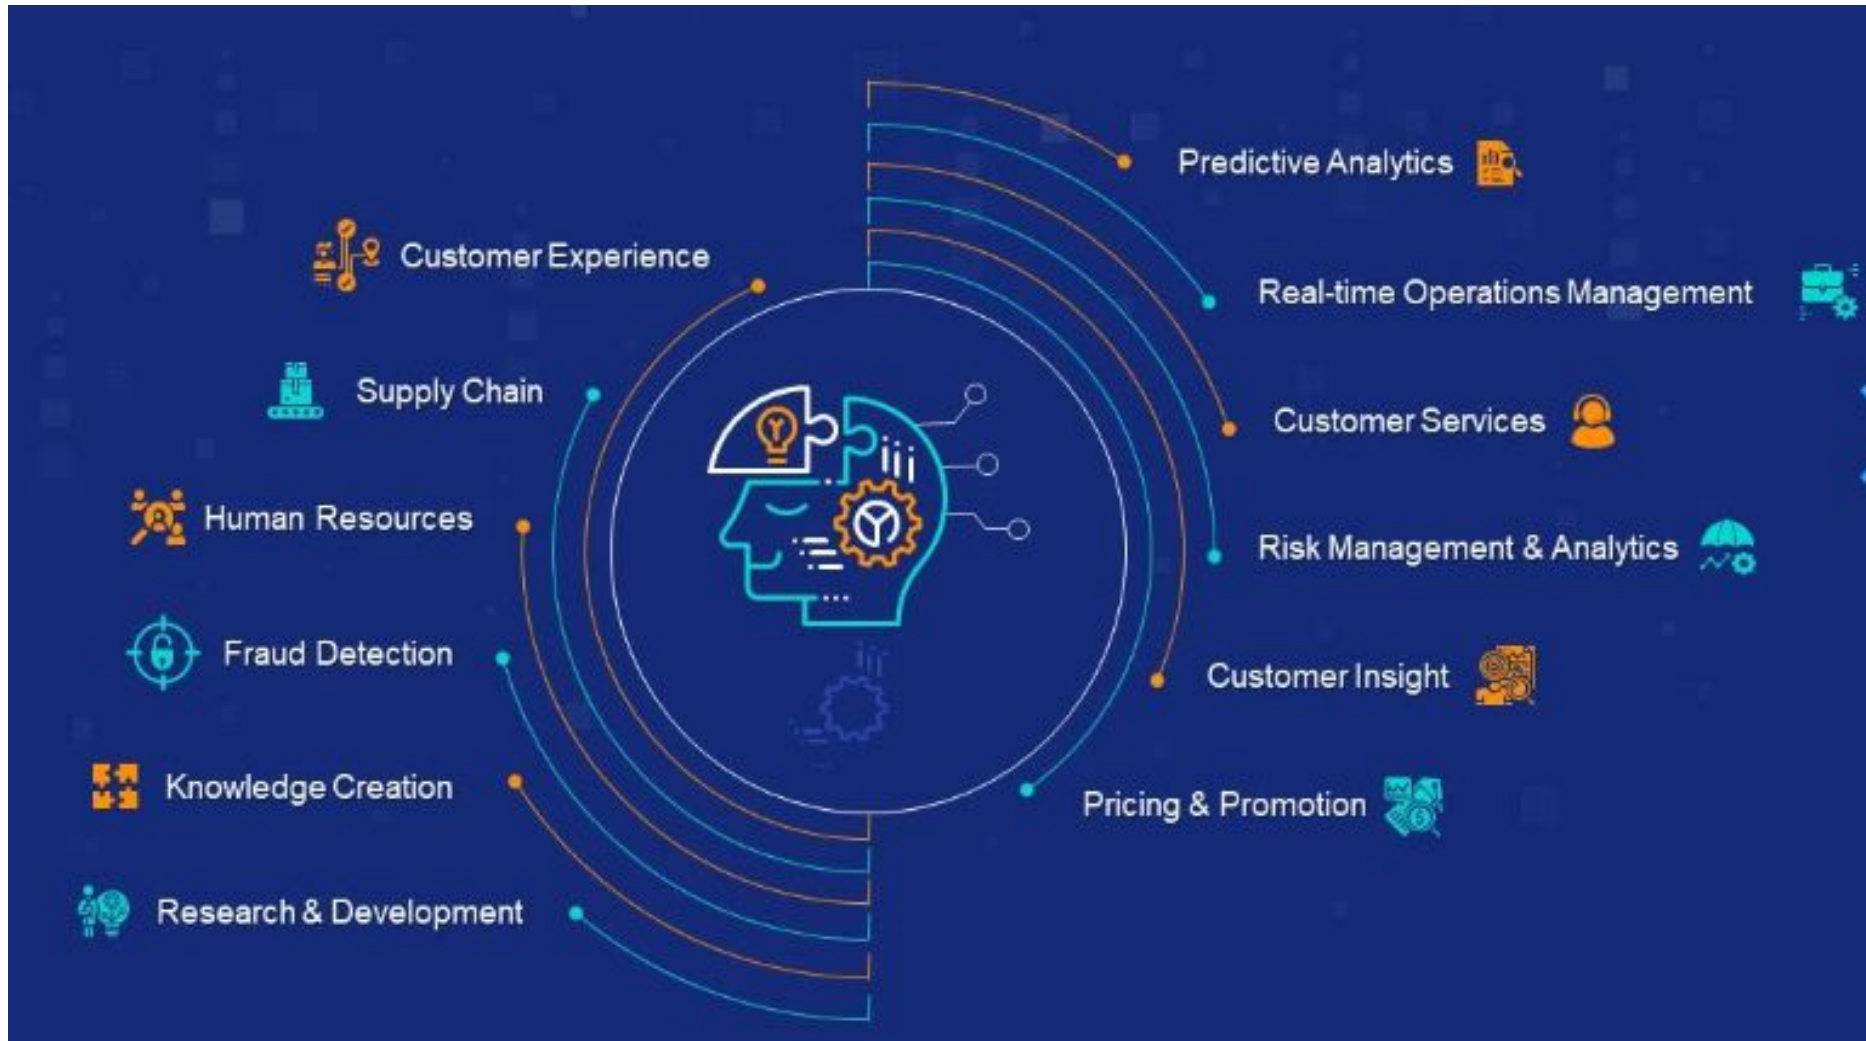 Customer Experience
Supply Chain
Human Resources
Fraud Detection
Knowledge Creation
Research & Development
Predictive Analytics
Real-time Operations Management
Customer Services
Risk Management & Analytics
Customer Insight
Pricing & Promotion